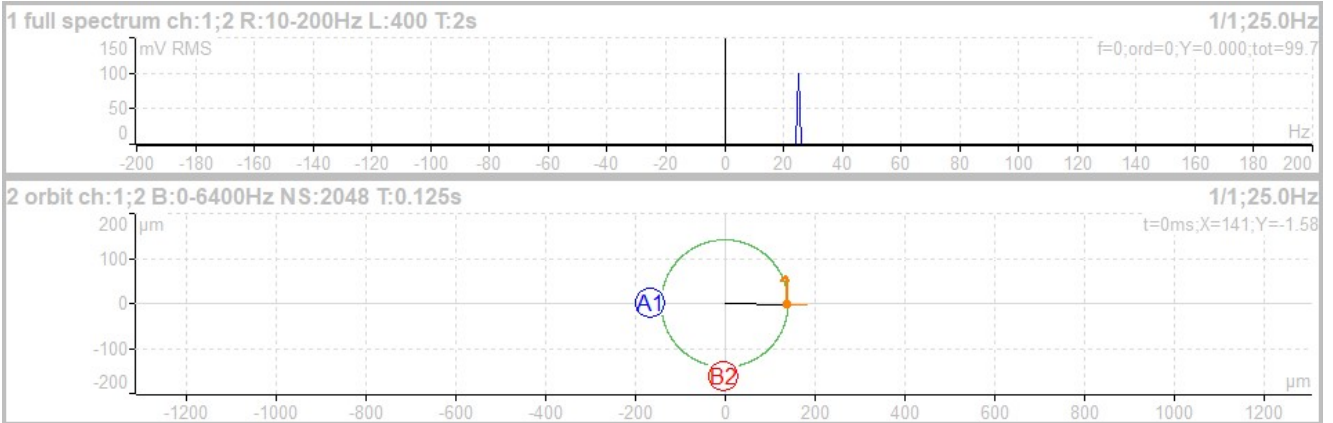 1 full spectrum ch:1;2 R:10-200Hz L:400 T:2s 1/1;25.0Hz
150 mV RMS f=0;ord=0;Y=0.000;tot=99.7
100
50
0 Hz
-200 -180 -160 -140 -120 -100 -80 -60 -40 -20 0 20 40 60 80 100 120 140 160 180 200
2 orbit ch:1;2 B:0-6400Hz NS:2048 T:0.125s 1/1;25.0Hz
200 µm t=0ms;X=141;Y=-1.58
100
0 A1
-100
-200 B2 µm
-1200 -1000 -800 -600 -400 -200 0 200 400 600 800 1000 1200